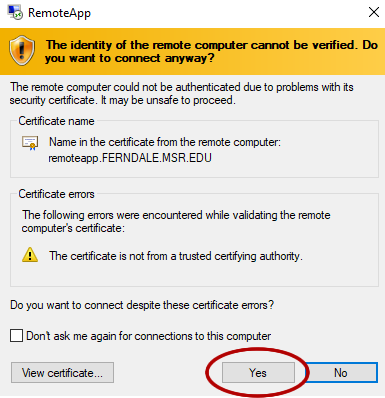 RemoteApp
The identity of the remote computer cannot be verified. Do
you want to connect anyway?
The remote computer could not be authenticated due to problems with its
security certificate. It may be unsafe to proceed.
Certificate name
Name in the certificate from the remote computer:
remoteapp.FERNDALE.MSR.EDU
Certificate errors
The following errors were encountered while validating the remote
computer's certificate:
The certificate is not from a trusted certifying authority.
Do you want to connect despite these certificate errors?
Don't ask me again for connections to this computer
View certificate... Yes No